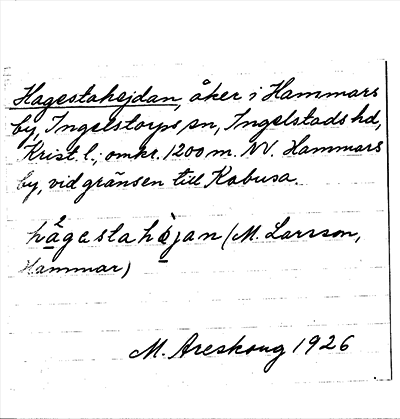 Hagestahejdan, åker i Hammars
by, Ingelstorps sn, Ingelstads hd,
Krist. l.; omkr. 1200 m. NV. Hammars
by, vid gränsen till Kabusa.
hågastahøjan (M. Larsson,
Hammar)
M. Areskoug 1926